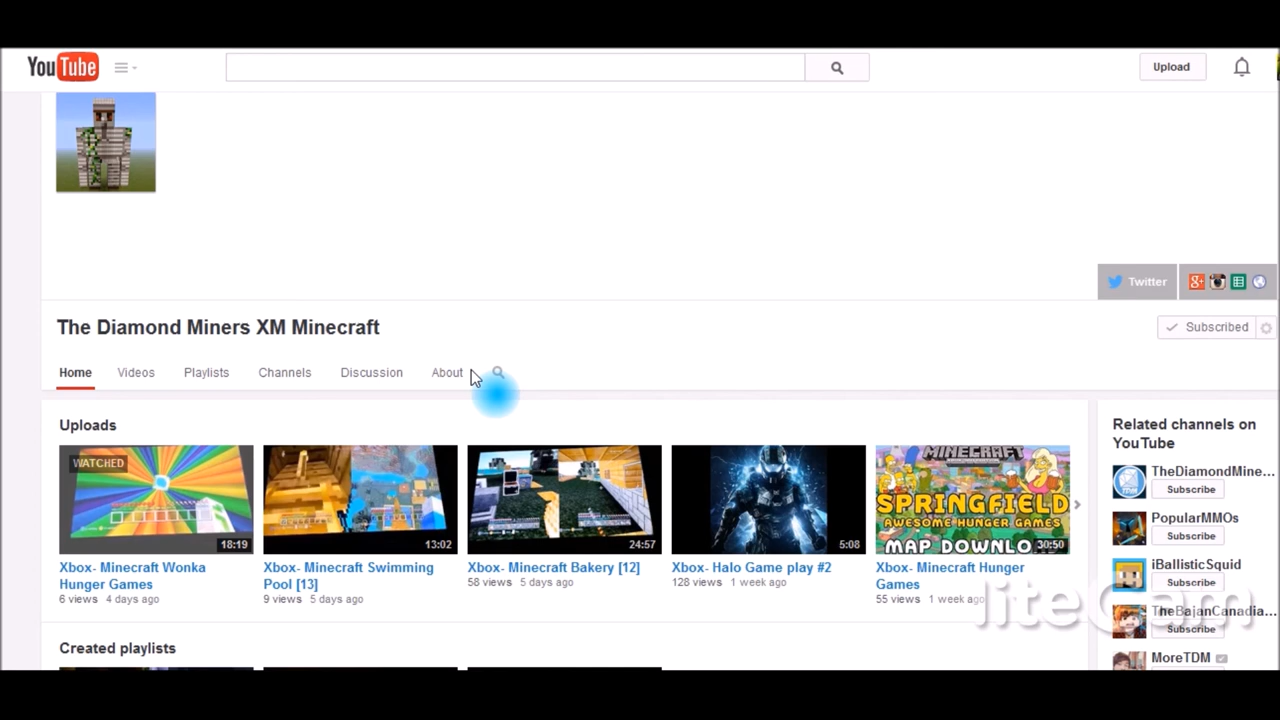 YouTube
Upload
Twitter
The Diamond Miners XM Minecraft
Subscribed
Home Videos Playlists Channels Discussion About
Uploads
WATCHED
18:19
13:02
24:57
5:08
MINECRAFT
SPRINGFIELD
AWESOME HUNGER GAMES
MAP DOWNLO
30:50
Xbox- Minecraft Wonka
Hunger Games
6 views 4 days ago
Xbox- Minecraft Swimming
Pool [13]
9 views 5 days ago
Xbox- Minecraft Bakery [12]
58 views 5 days ago
Xbox- Halo Game play #2
128 views 1 week ago
Xbox- Minecraft Hunger
Games
55 views 1 week ago
Related channels on
YouTube
TheDiamondMine...
Subscribe
PopularMMOs
Subscribe
iBallisticSquid
Subscribe
TheBajanCanadia...
Subscribe
MoreTDM
liteCam
Created playlists